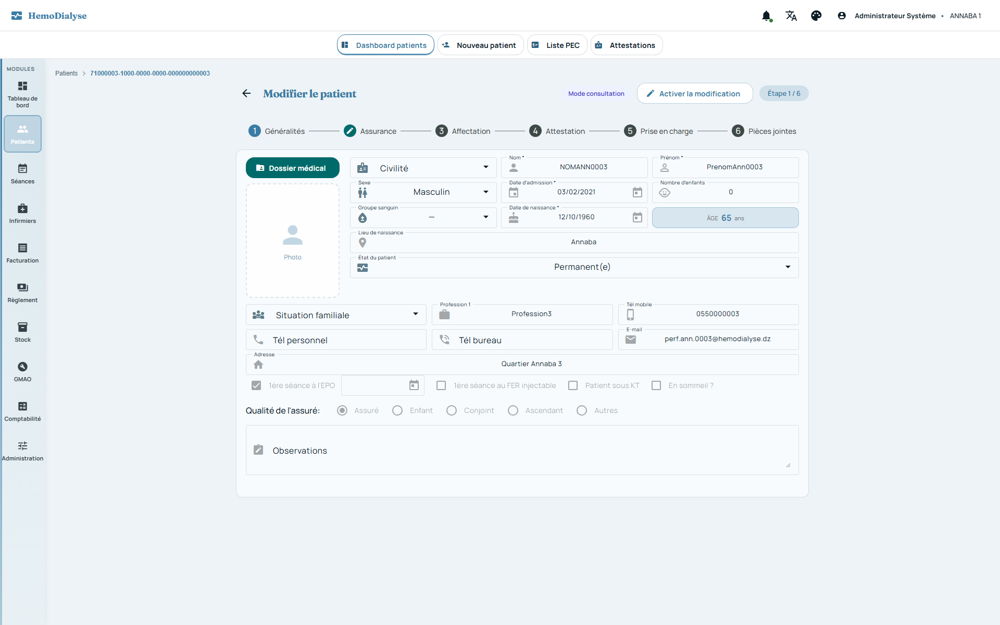 HemoDialyse
Administrateur Système • ANNABA 1
Dashboard patients
Nouveau patient
Liste PEC
Attestations
MODULES
Tableau de bord
Patients
Séances
Infirmiers
Facturation
Règlement
Stock
GMAO
Comptabilité
Administration
Patients > 71000003-1000-0000-0000-000000000003
Modifier le patient
Mode consultation
Activer la modification
Étape 1 / 6
1 Généralités
Assurance
3 Affectation
4 Attestation
5 Prise en charge
6 Pièces jointes
Dossier médical
Photo
Civilité
Nom *
NOMANN0003
Prénom *
PrenomAnn0003
Sexe
Masculin
Date d'admission *
03/02/2021
Nombre d'enfants
0
Groupe sanguin
—
Date de naissance *
12/10/1960
ÂGE 65 ans
Lieu de naissance
Annaba
État du patient
Permanent(e)
Situation familiale
Profession 1
Profession3
Tél mobile
0550000003
Tél personnel
Tél bureau
E-mail
perf.ann.0003@hemodialyse.dz
Adresse
Quartier Annaba 3
1ère séance à l'EPO
1ère séance au FER injectable
Patient sous KT
En sommeil ?
Qualité de l'assuré:
Assuré
Enfant
Conjoint
Ascendant
Autres
Observations